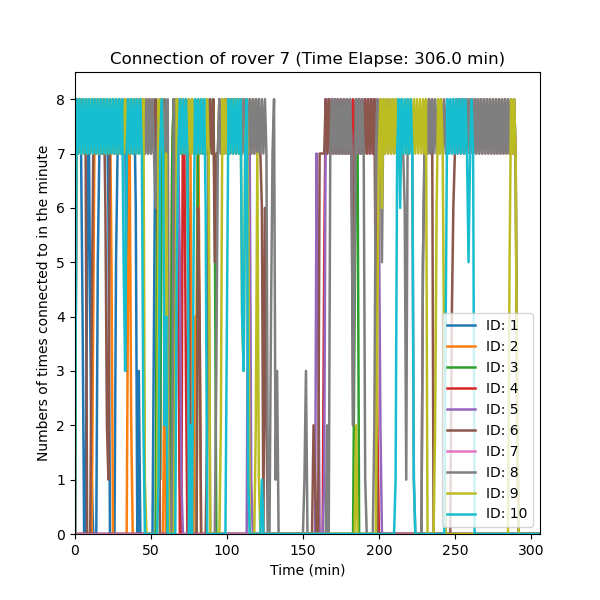 Connection of rover 7 (Time Elapse: 306.0 min)
Numbers of times connected to in the minute
8
7
6
5
4
3
2
1
0
ID: 1
ID: 2
ID: 3
ID: 4
ID: 5
ID: 6
ID: 7
ID: 8
ID: 9
ID: 10
0 50 100 150 200 250 300
Time (min)